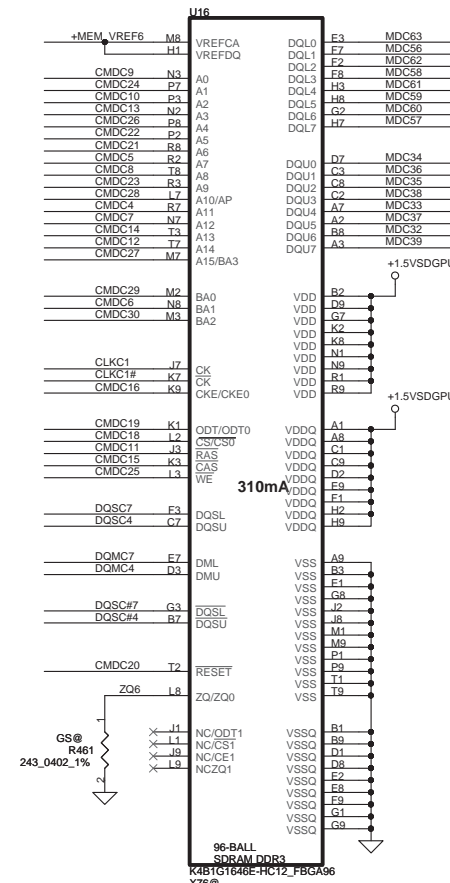 U16
+MEM_VREF6 M8 VREFCA DQL0 E3 MDC63
H1 VREFDQ DQL1 F7 MDC56
DQL2 F2 MDC62
CMDC9 N3 A0 DQL3 F8 MDC58
CMDC24 P7 A1 DQL4 H3 MDC61
CMDC10 P3 A2 DQL5 H8 MDC59
CMDC13 N2 A3 DQL6 G2 MDC60
CMDC26 P8 A4 DQL7 H7 MDC57
CMDC22 P2 A5
CMDC21 R8 A6
CMDC5 R2 A7 DQU0 D7 MDC34
CMDC8 T8 A8 DQU1 C3 MDC36
CMDC23 R3 A9 DQU2 C8 MDC35
CMDC28 L7 A10/AP DQU3 C2 MDC38
CMDC4 R7 A11 DQU4 A7 MDC33
CMDC7 N7 A12 DQU5 A2 MDC37
CMDC14 T3 A13 DQU6 B8 MDC32
CMDC12 T7 A14 DQU7 A3 MDC39
CMDC27 M7 A15/BA3
+1.5VSDGPU
CMDC29 M2 BA0 VDD B2
CMDC6 N8 BA1 VDD D9
CMDC30 M3 BA2 VDD G7
VDD K2
VDD K8
VDD N1
CLKC1 J7 CK VDD N9
CLKC1# K7 CK VDD R1
CMDC16 K9 CKE/CKE0 VDD R9
+1.5VSDGPU
CMDC19 K1 ODT/ODT0 VDDQ A1
CMDC18 L2 CS/CS0 VDDQ A8
CMDC11 J3 RAS VDDQ C1
CMDC15 K3 CAS VDDQ C9
CMDC25 L3 WE VDDQ D2
310mA
VDDQ E9
VDDQ F1
DQSC7 F3 DQSL VDDQ H2
DQSC4 C7 DQSU VDDQ H9
DQMC7 E7 DML VSS A9
DQMC4 D3 DMU VSS B3
VSS E1
VSS G8
DQSC#7 G3 DQSL VSS J2
DQSC#4 B7 DQSU VSS J8
VSS M1
VSS M9
VSS P1
CMDC20 T2 RESET VSS P9
VSS T1
ZQ6 L8 ZQ/ZQ0 VSS T9
1
GS@
R461
243_0402_1%
2
J1 NC/ODT1 VSSQ B1
L1 NC/CS1 VSSQ B9
J9 NC/CE1 VSSQ D1
L9 NCZQ1 VSSQ D8
VSSQ E2
VSSQ E8
VSSQ F9
VSSQ G1
VSSQ G9
96-BALL
SDRAM DDR3
K4B1G1646E-HC12_FBGA96
X76@